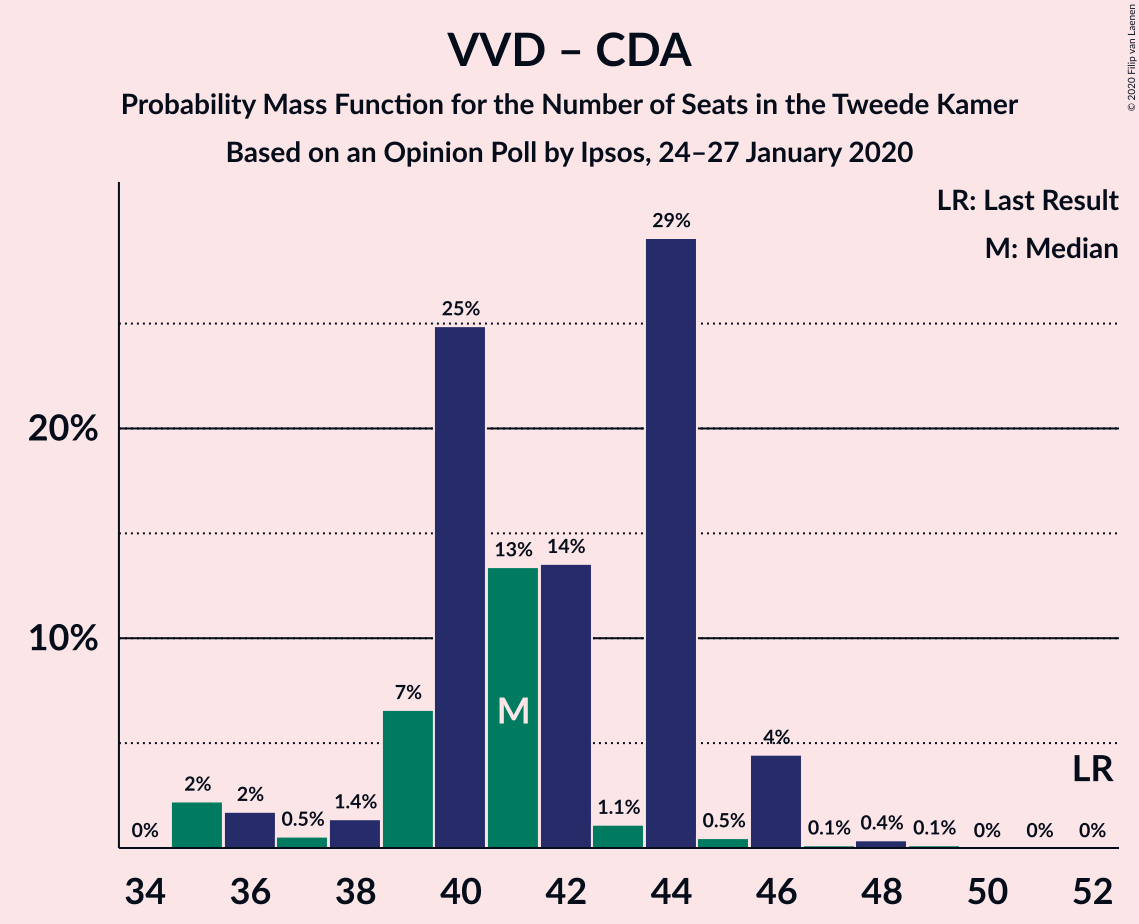 VVD – CDA
Probability Mass Function for the Number of Seats in the Tweede Kamer
Based on an Opinion Poll by Ipsos, 24–27 January 2020
© 2020 Filip van Laenen
LR: Last Result
M: Median
20%
10%
0%
2%
2%
0.5%
1.4%
7%
25%
13%
14%
1.1%
29%
0.5%
4%
0.1%
0.4%
0.1%
0%
0%
0%
M
LR
34 36 38 40 42 44 46 48 50 52